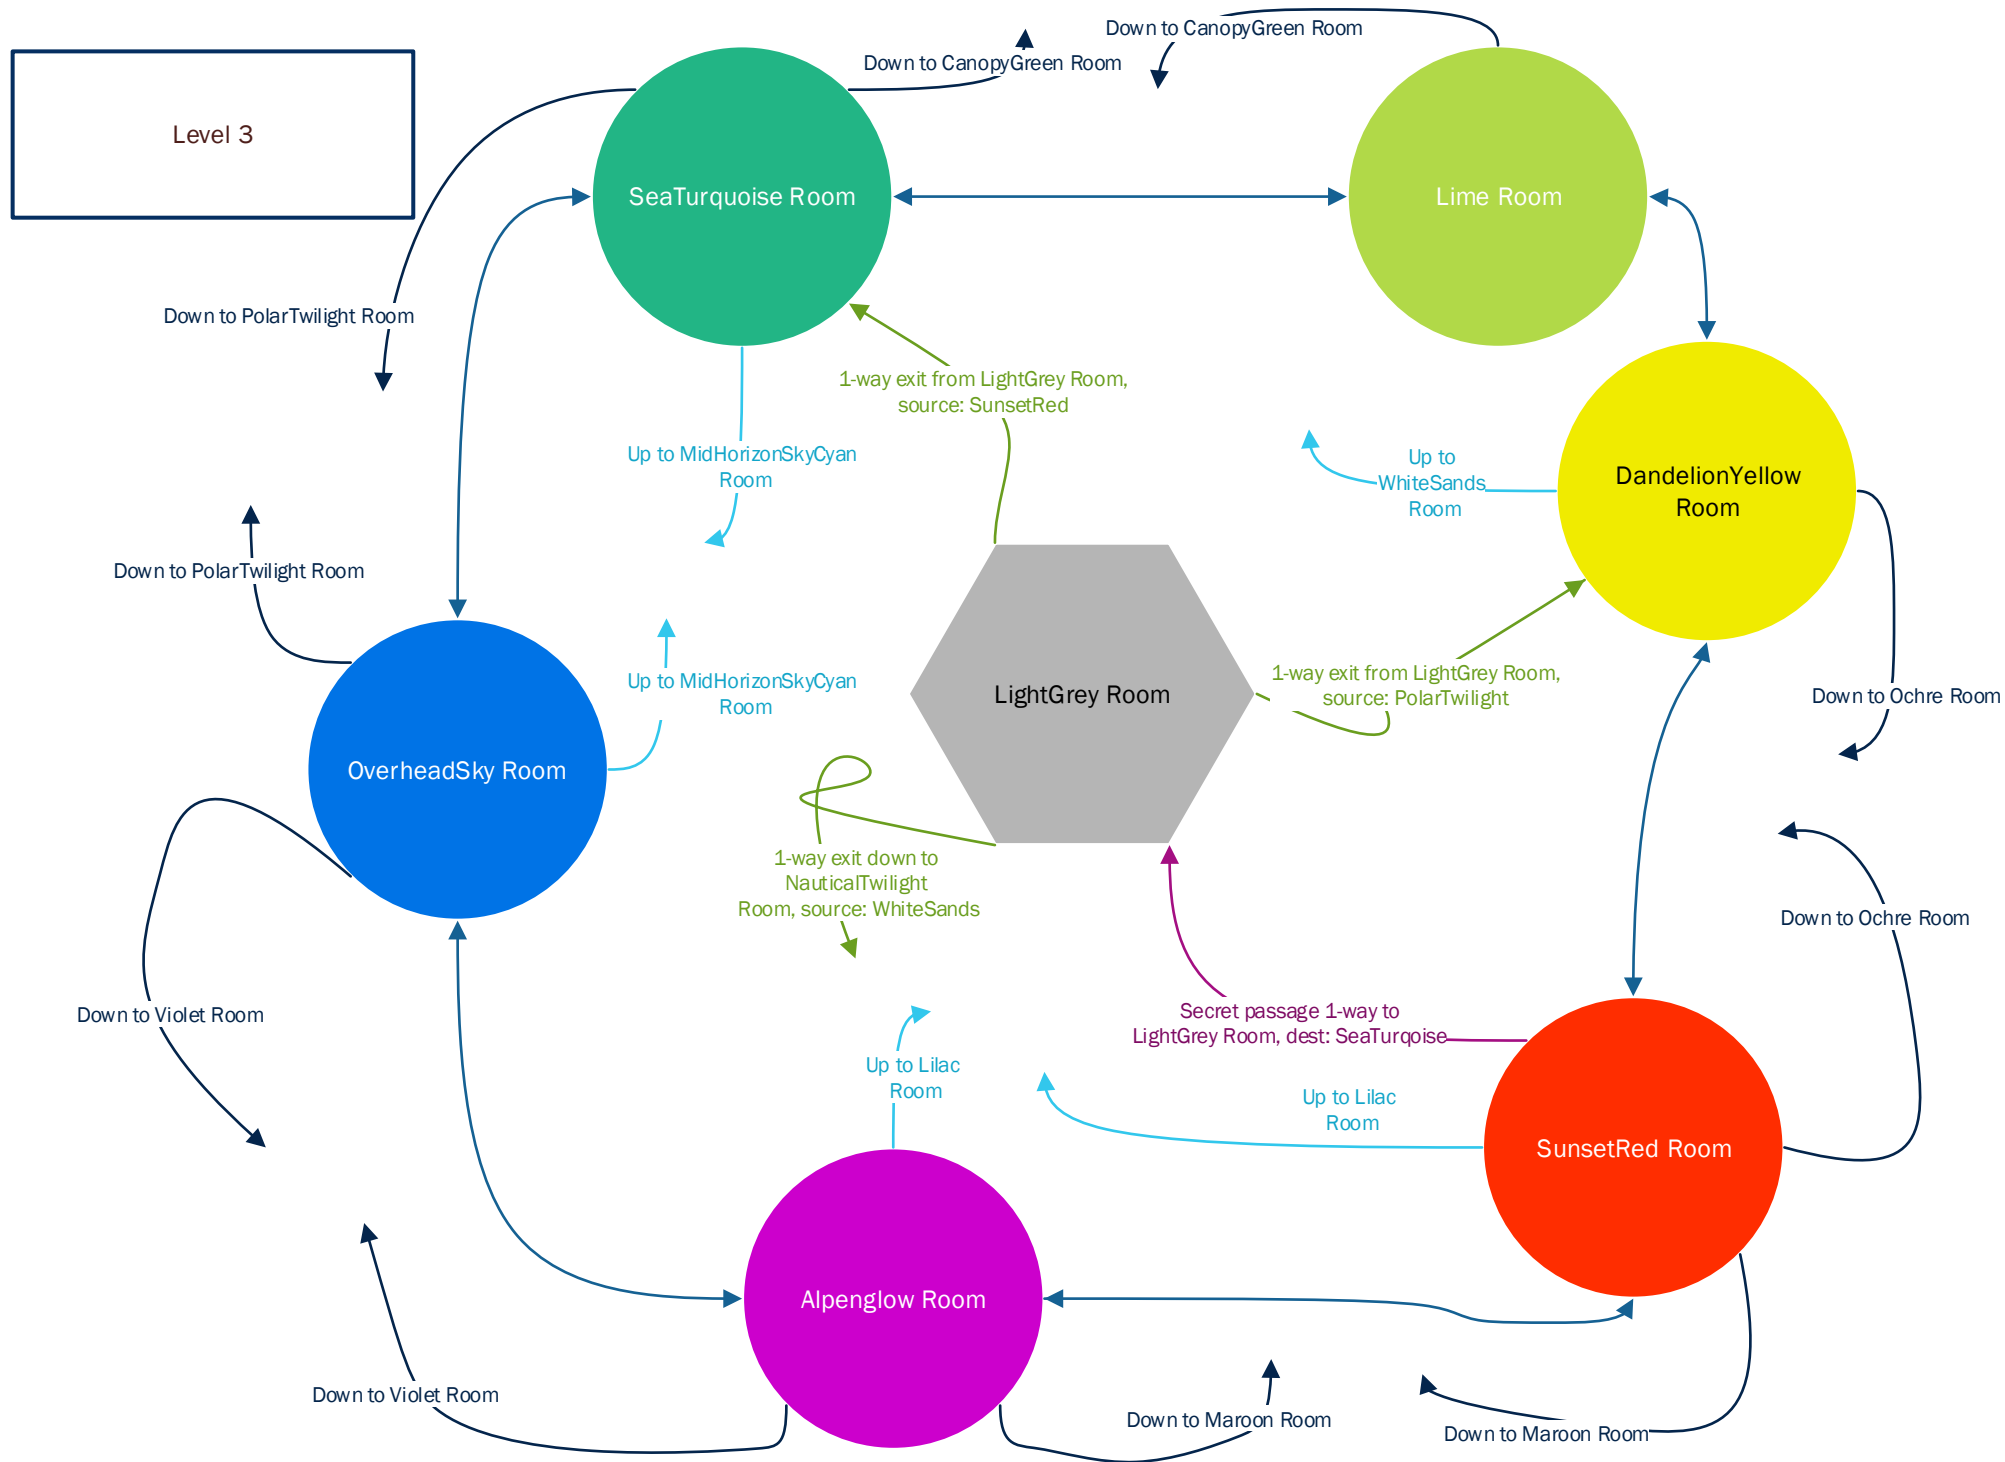 Down to CanopyGreen Room
Down to CanopyGreen Room
Level 3
SeaTurquoise Room
Lime Room
Down to PolarTwilight Room
1-way exit from LightGrey Room,
source: SunsetRed
Up to MidHorizonSkyCyan
Room
Up to
WhiteSands
Room
DandelionYellow
Room
Down to PolarTwilight Room
Up to MidHorizonSkyCyan
Room
LightGrey Room
1-way exit from LightGrey Room,
source: PolarTwilight
Down to Ochre Room
OverheadSky Room
1-way exit down to
NauticalTwilight
Room, source: WhiteSands
Down to Ochre Room
Down to Violet Room
Secret passage 1-way to
LightGrey Room, dest: SeaTurqoise
Up to Lilac
Room
Up to Lilac
Room
SunsetRed Room
Alpenglow Room
Down to Violet Room
Down to Maroon Room
Down to Maroon Room